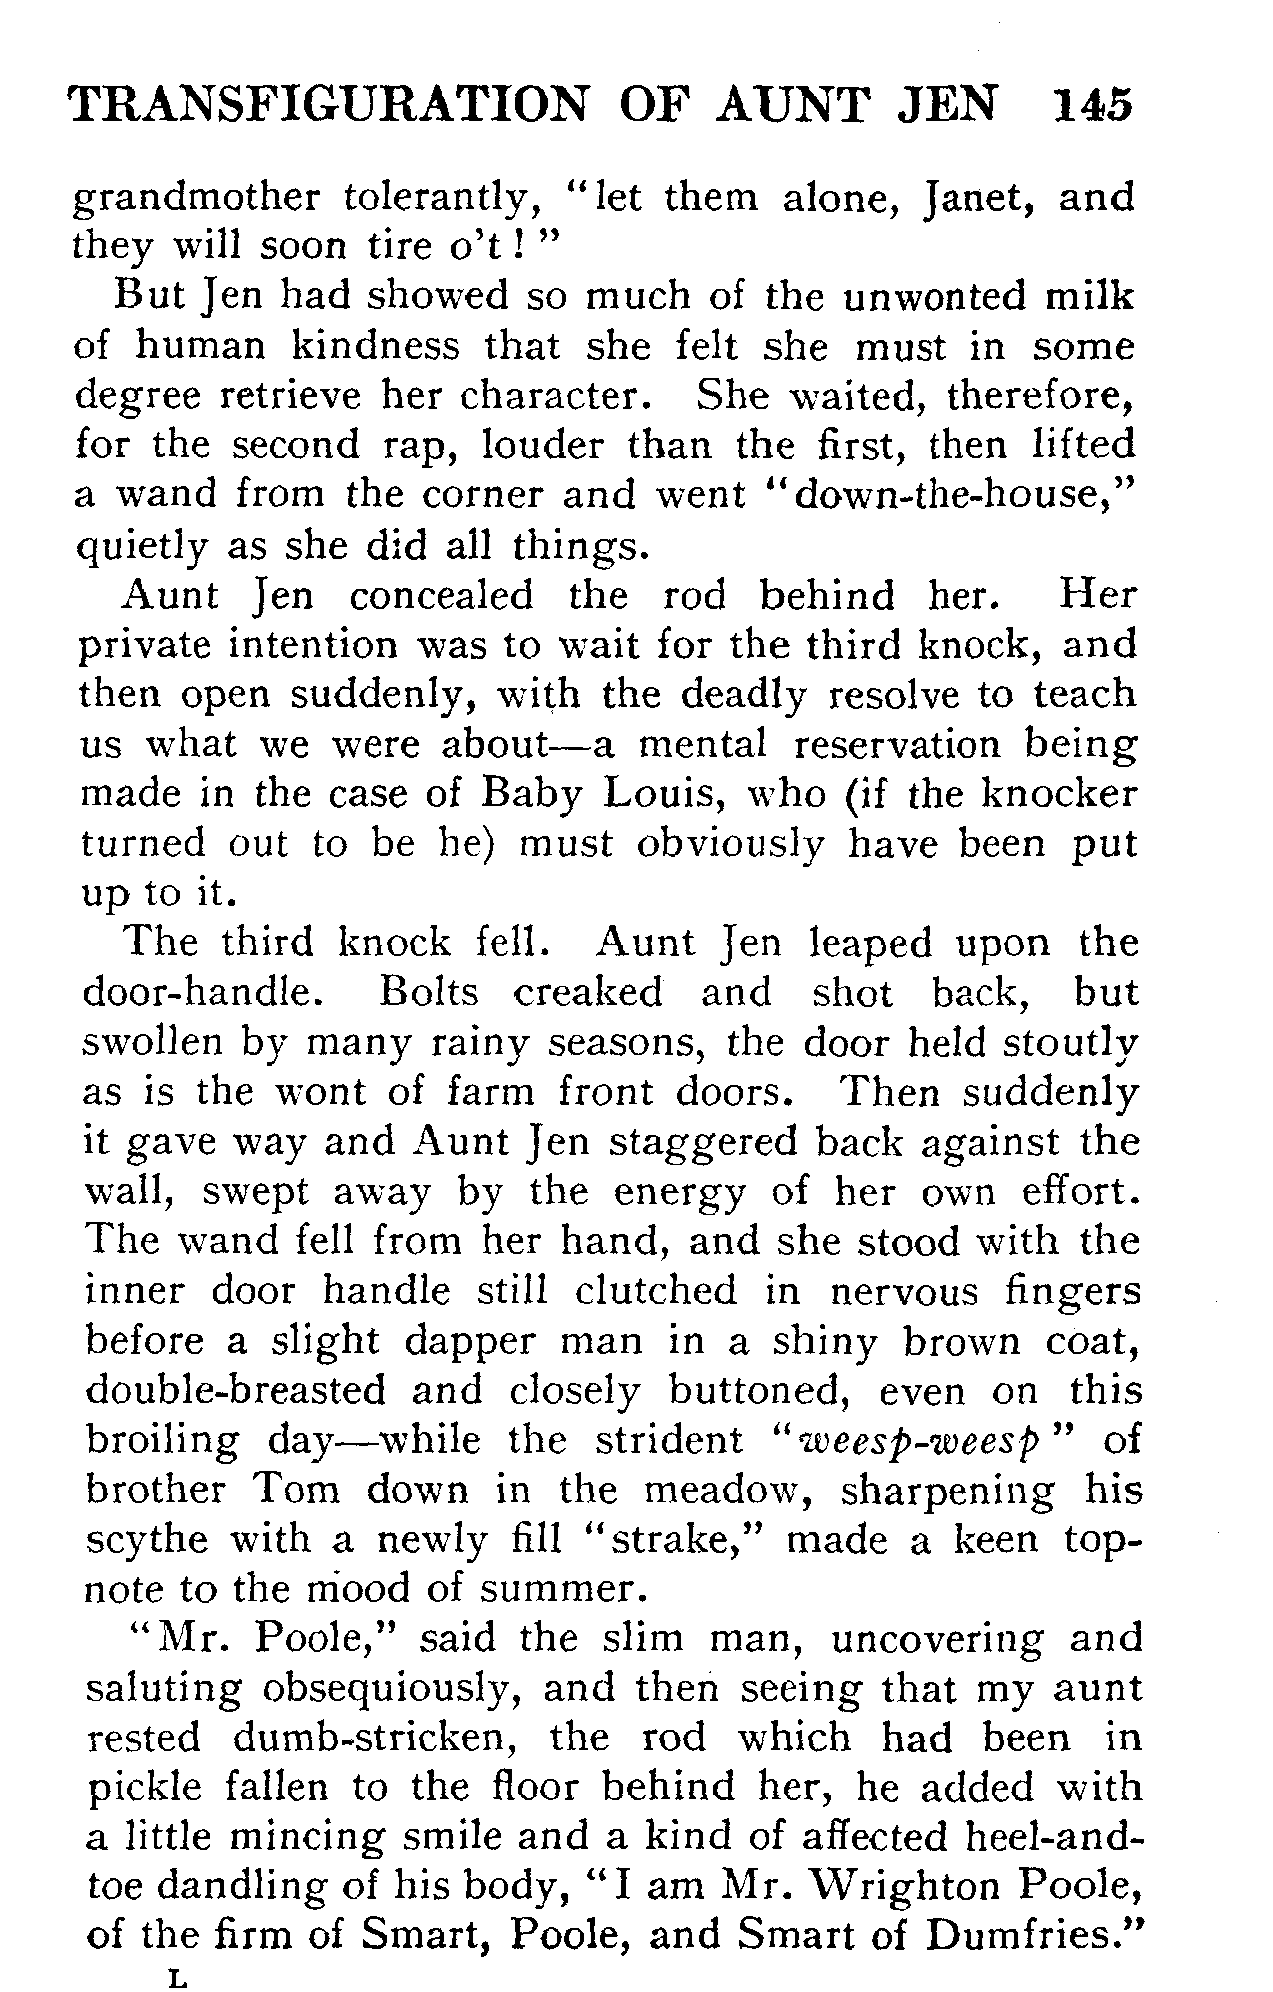 TRANSFIGURATION OF AUNT JEN 145
grandmother tolerantly, "let them alone, Janet, and
they will soon tire o't!"
But Jen had showed so much of the unwonted milk
of human kindness that she felt she must in some
degree retrieve her character. She waited, therefore,
for the second rap, louder than the first, then lifted
a wand from the corner and went "down-the-house,"
quietly as she did all things.
Aunt Jen concealed the rod behind her. Her
private intention was to wait for the third knock, and
then open suddenly, with the deadly resolve to teach
us what we were about—a mental reservation being
made in the case of Baby Louis, who (if the knocker
turned out to be he) must obviously have been put
up to it.
The third knock fell. Aunt Jen leaped upon the
door-handle. Bolts creaked and shot back, but
swollen by many rainy seasons, the door held stoutly
as is the wont of farm front doors. Then suddenly
it gave way and Aunt Jen staggered back against the
wall, swept away by the energy of her own effort.
The wand fell from her hand, and she stood with the
inner door handle still clutched in nervous fingers
before a slight dapper man in a shiny brown coat,
double-breasted and closely buttoned, even on this
broiling day—while the strident "weesp-weesp" of
brother Tom down in the meadow, sharpening his
scythe with a newly fill "strake," made a keen top-
note to the mood of summer.
"Mr. Poole," said the slim man, uncovering and
saluting obsequiously, and then seeing that my aunt
rested dumb-stricken, the rod which had been in
pickle fallen to the floor behind her, he added with
a little mincing smile and a kind of affected heel-and-
toe dandling of his body, "I am Mr. Wrighton Poole,
of the firm of Smart, Poole, and Smart of Dumfries."
L